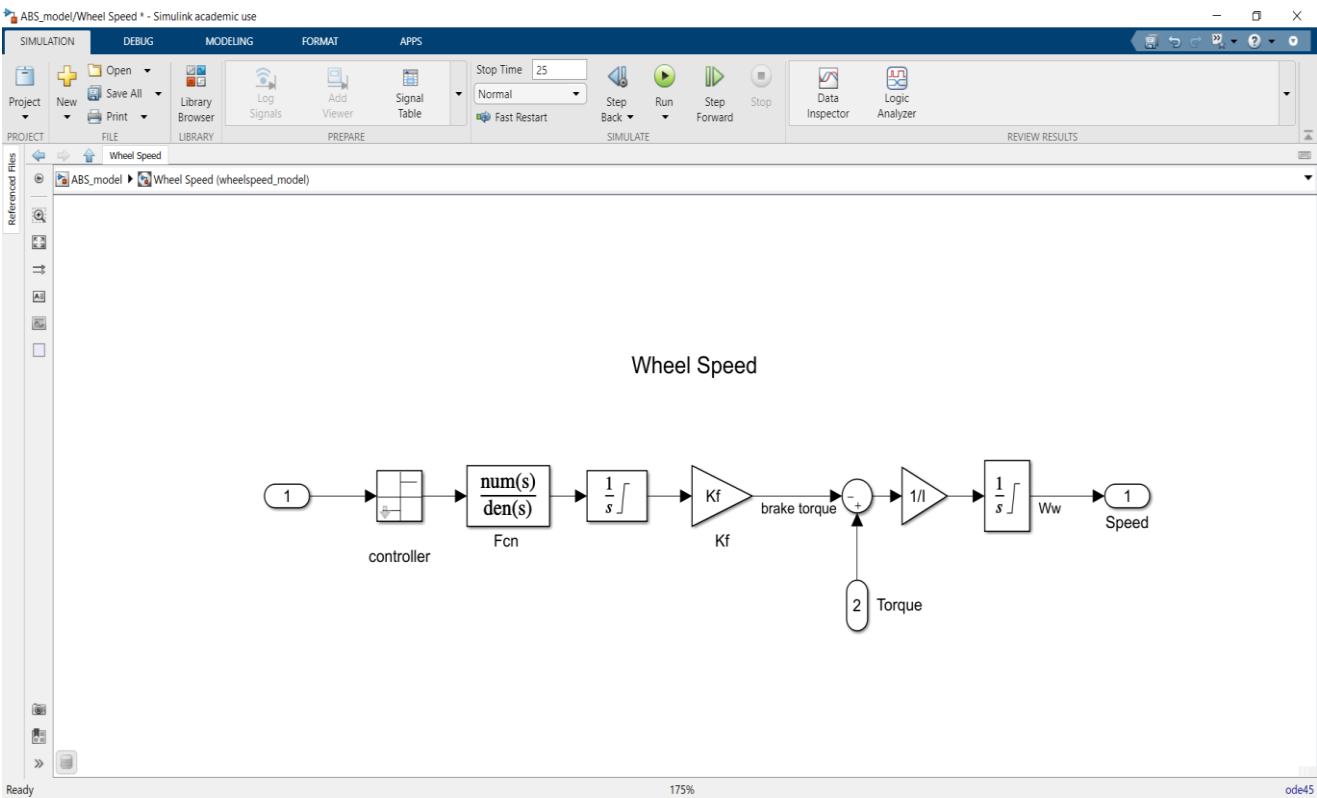 ABS_model/Wheel Speed * - Simulink academic use
SIMULATION DEBUG MODELING FORMAT APPS
Project
New
Open
Save All
Print
Library Browser
Log Signals
Add Viewer
Signal Table
Stop Time 25
Normal
Fast Restart
Step Back
Run
Step Forward
Stop
Data Inspector
Logic Analyzer
PROJECT FILE LIBRARY PREPARE SIMULATE REVIEW RESULTS
Referenced Files
Wheel Speed
ABS_model Wheel Speed (wheelspeed_model)
Wheel Speed
1
controller
num(s)
den(s)
Fcn
1
s
Kf
Kf
brake torque
−
+
1/I
1
s
Ww
1
Speed
2 Torque
Ready 175% ode45